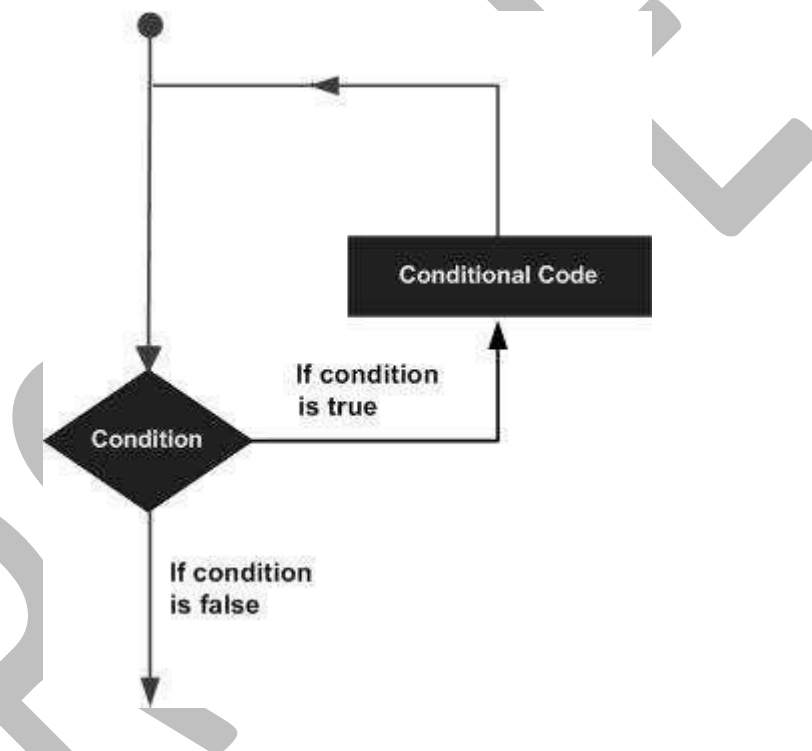 Conditional Code
If condition
is true
Condition
If condition
is false